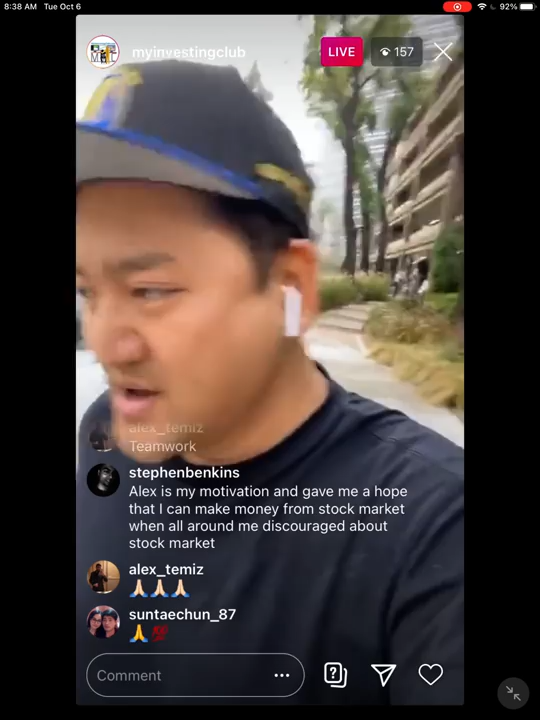 8:38 AM Tue Oct 6
92%
myinvestingclub
LIVE
157
alex_temiz
Teamwork
stephenbenkins
Alex is my motivation and gave me a hope
that I can make money from stock market
when all around me discouraged about
stock market
alex_temiz
🙏🏻🙏🏻🙏🏻
suntaechun_87
🙏💯
Comment